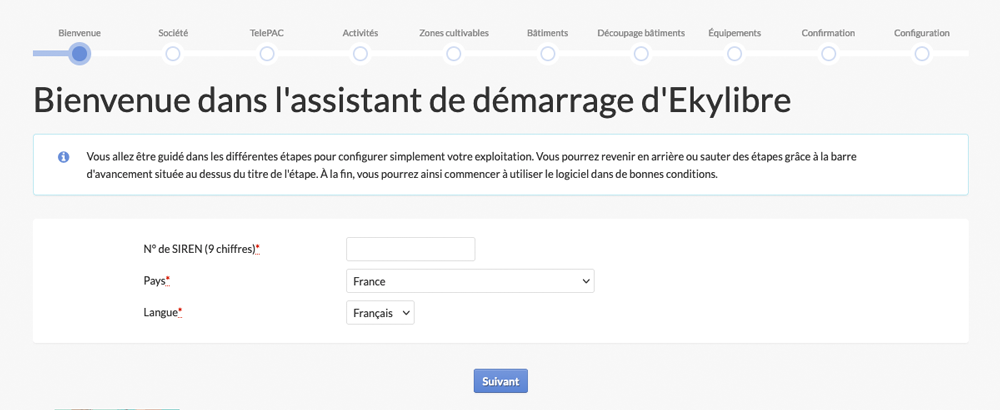 Bienvenue
Société
TelePAC
Activités
Zones cultivables
Bâtiments
Découpage bâtiments
Équipements
Confirmation
Configuration
Bienvenue dans l'assistant de démarrage d'Ekylibre
Vous allez être guidé dans les différentes étapes pour configurer simplement votre exploitation. Vous pourrez revenir en arrière ou sauter des étapes grâce à la barre
d'avancement située au dessus du titre de l'étape. À la fin, vous pourrez ainsi commencer à utiliser le logiciel dans de bonnes conditions.
N° de SIREN (9 chiffres)*
Pays*
France
Langue*
Français
Suivant